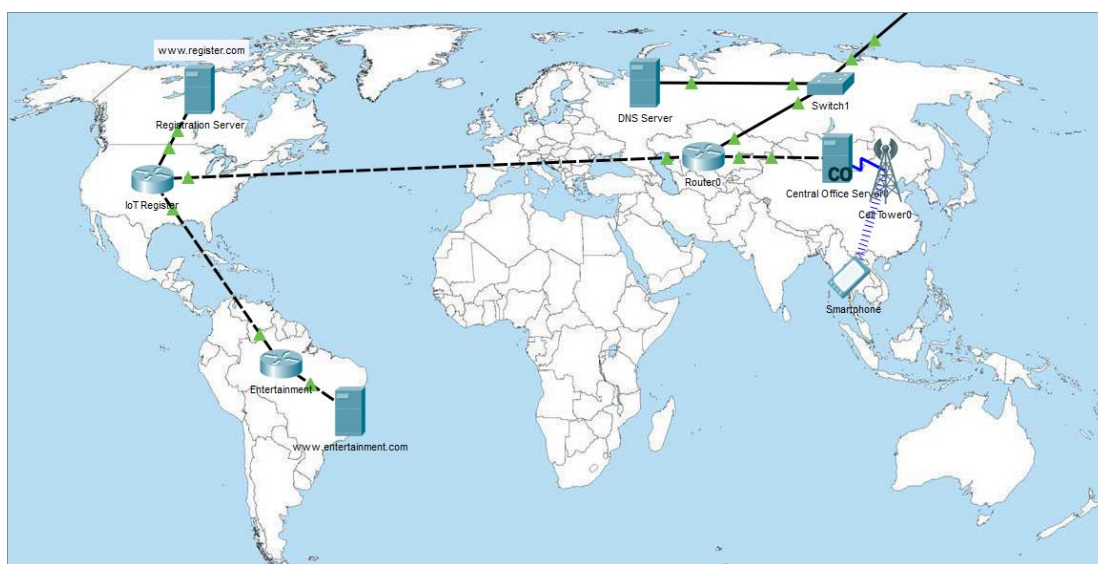 www.register.com
Registration Server
IoT Register
DNS Server
Switch1
Router0
CO
Central Office Server0
Cell Tower0
Smartphone
Entertainment
www.entertainment.com